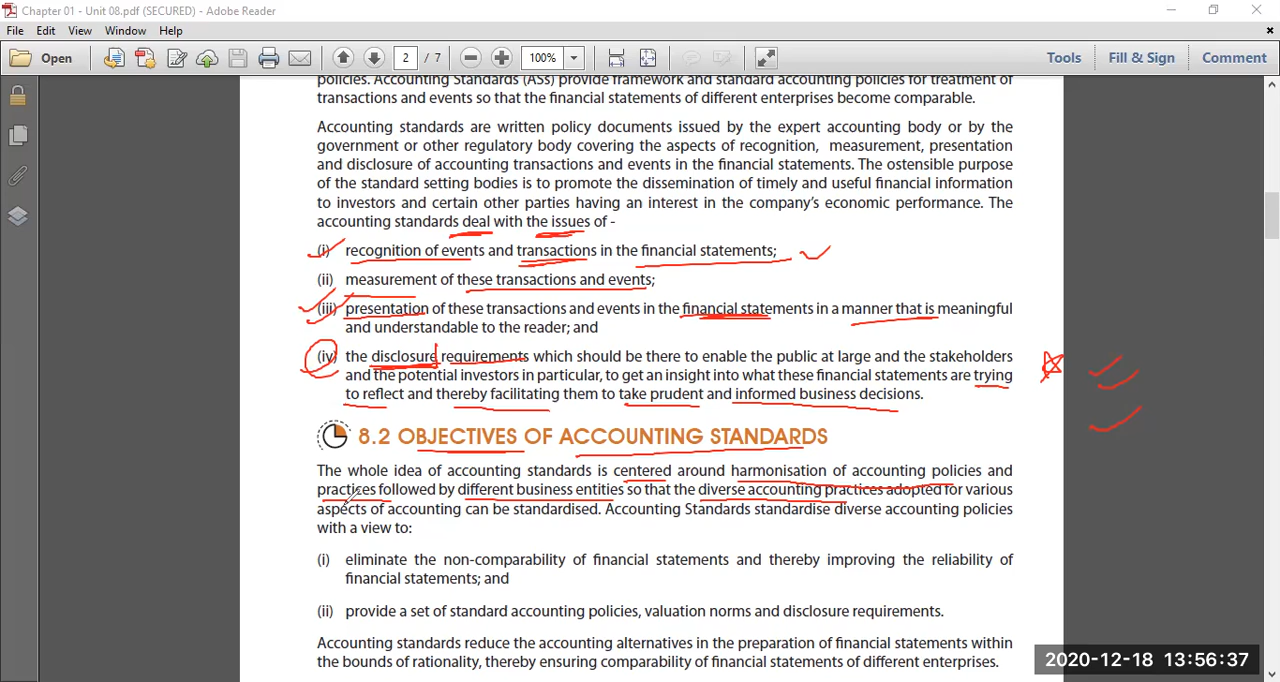 Chapter 01 - Unit 08.pdf (SECURED) - Adobe Reader
File Edit View Window Help
Open 2 / 7 100% Tools Fill & Sign Comment
policies. Accounting Standards (ASs) provide framework and standard accounting policies for treatment of
transactions and events so that the financial statements of different enterprises become comparable.
Accounting standards are written policy documents issued by the expert accounting body or by the
government or other regulatory body covering the aspects of recognition, measurement, presentation
and disclosure of accounting transactions and events in the financial statements. The ostensible purpose
of the standard setting bodies is to promote the dissemination of timely and useful financial information
to investors and certain other parties having an interest in the company's economic performance. The
accounting standards deal with the issues of -
(i) recognition of events and transactions in the financial statements;
(ii) measurement of these transactions and events;
(iii) presentation of these transactions and events in the financial statements in a manner that is meaningful
and understandable to the reader; and
(iv) the disclosure requirements which should be there to enable the public at large and the stakeholders
and the potential investors in particular, to get an insight into what these financial statements are trying
to reflect and thereby facilitating them to take prudent and informed business decisions.
8.2 OBJECTIVES OF ACCOUNTING STANDARDS
The whole idea of accounting standards is centered around harmonisation of accounting policies and
practices followed by different business entities so that the diverse accounting practices adopted for various
aspects of accounting can be standardised. Accounting Standards standardise diverse accounting policies
with a view to:
(i) eliminate the non-comparability of financial statements and thereby improving the reliability of
financial statements; and
(ii) provide a set of standard accounting policies, valuation norms and disclosure requirements.
Accounting standards reduce the accounting alternatives in the preparation of financial statements within
the bounds of rationality, thereby ensuring comparability of financial statements of different enterprises.
2020-12-18 13:56:37